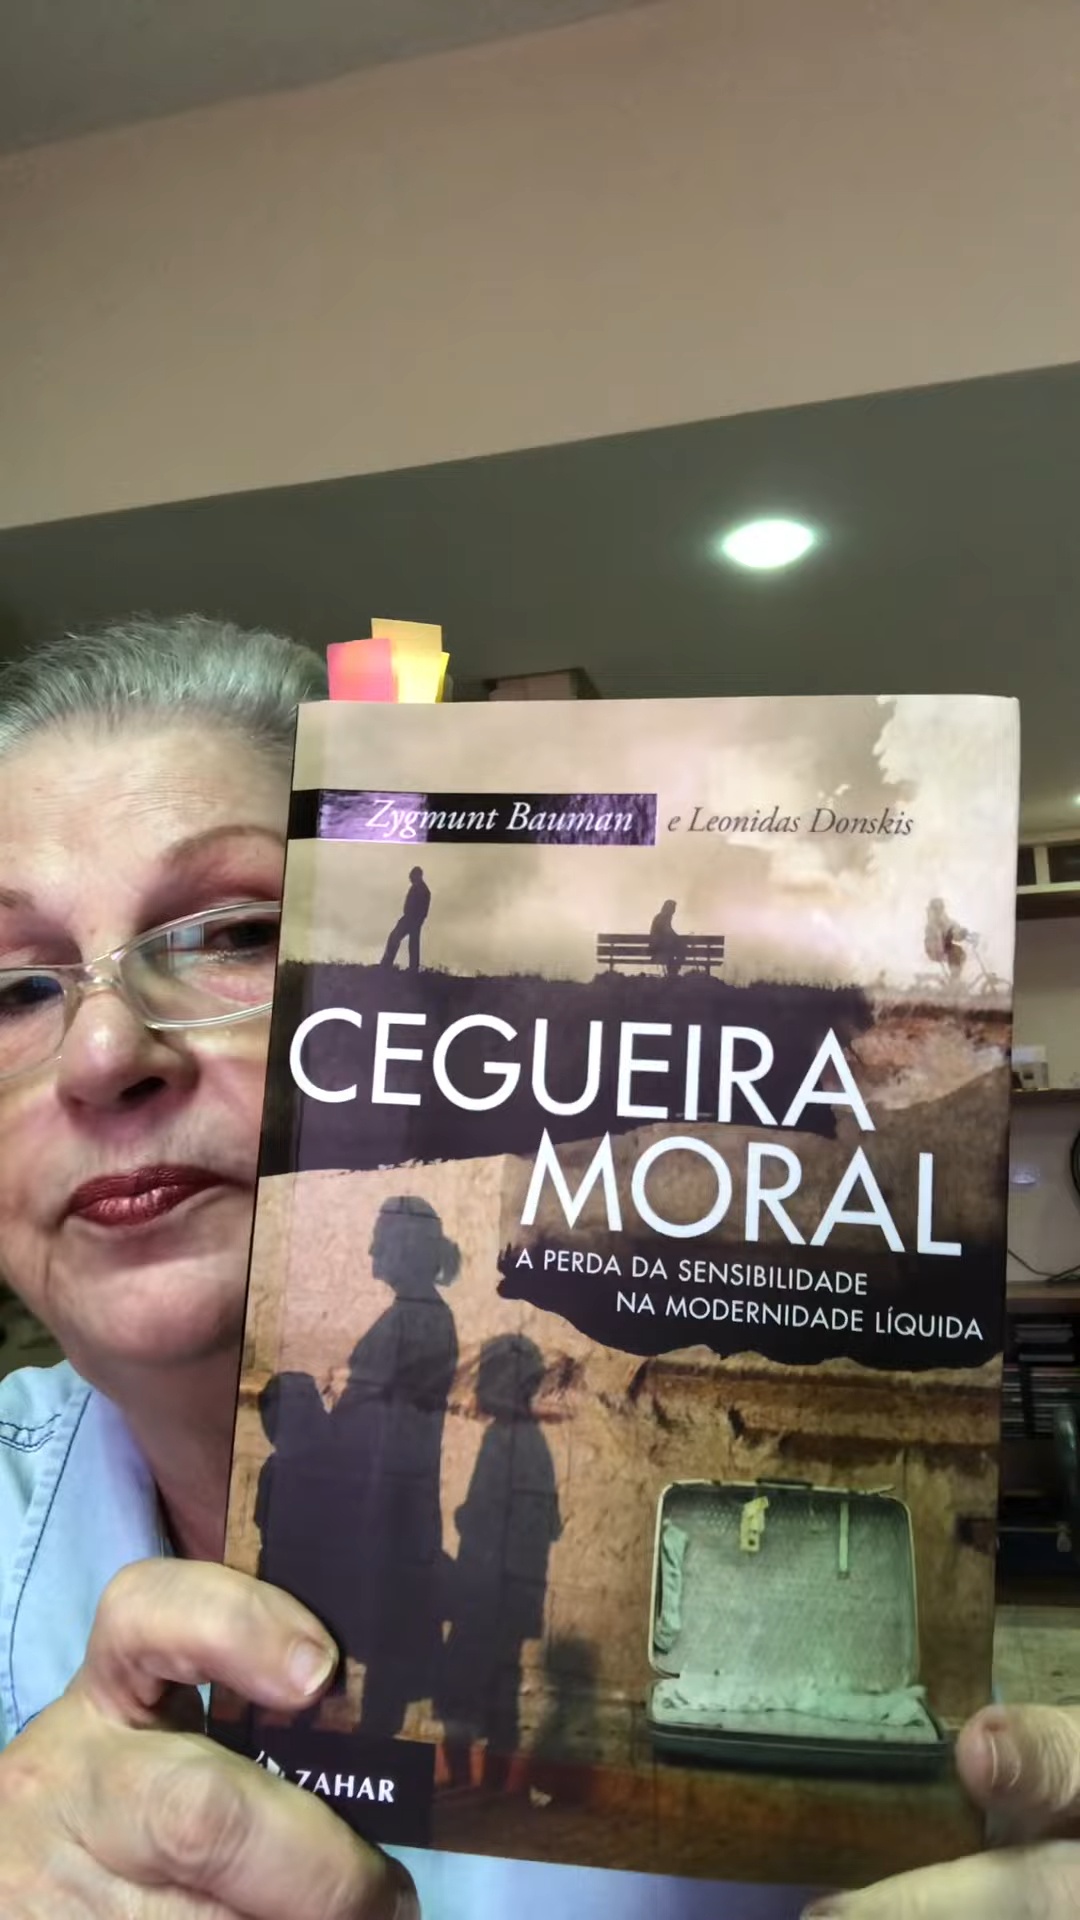 Zygmunt Bauman e Leonidas Donskis
CEGUEIRA
MORAL
A PERDA DA SENSIBILIDADE
NA MODERNIDADE LÍQUIDA
ZAHAR